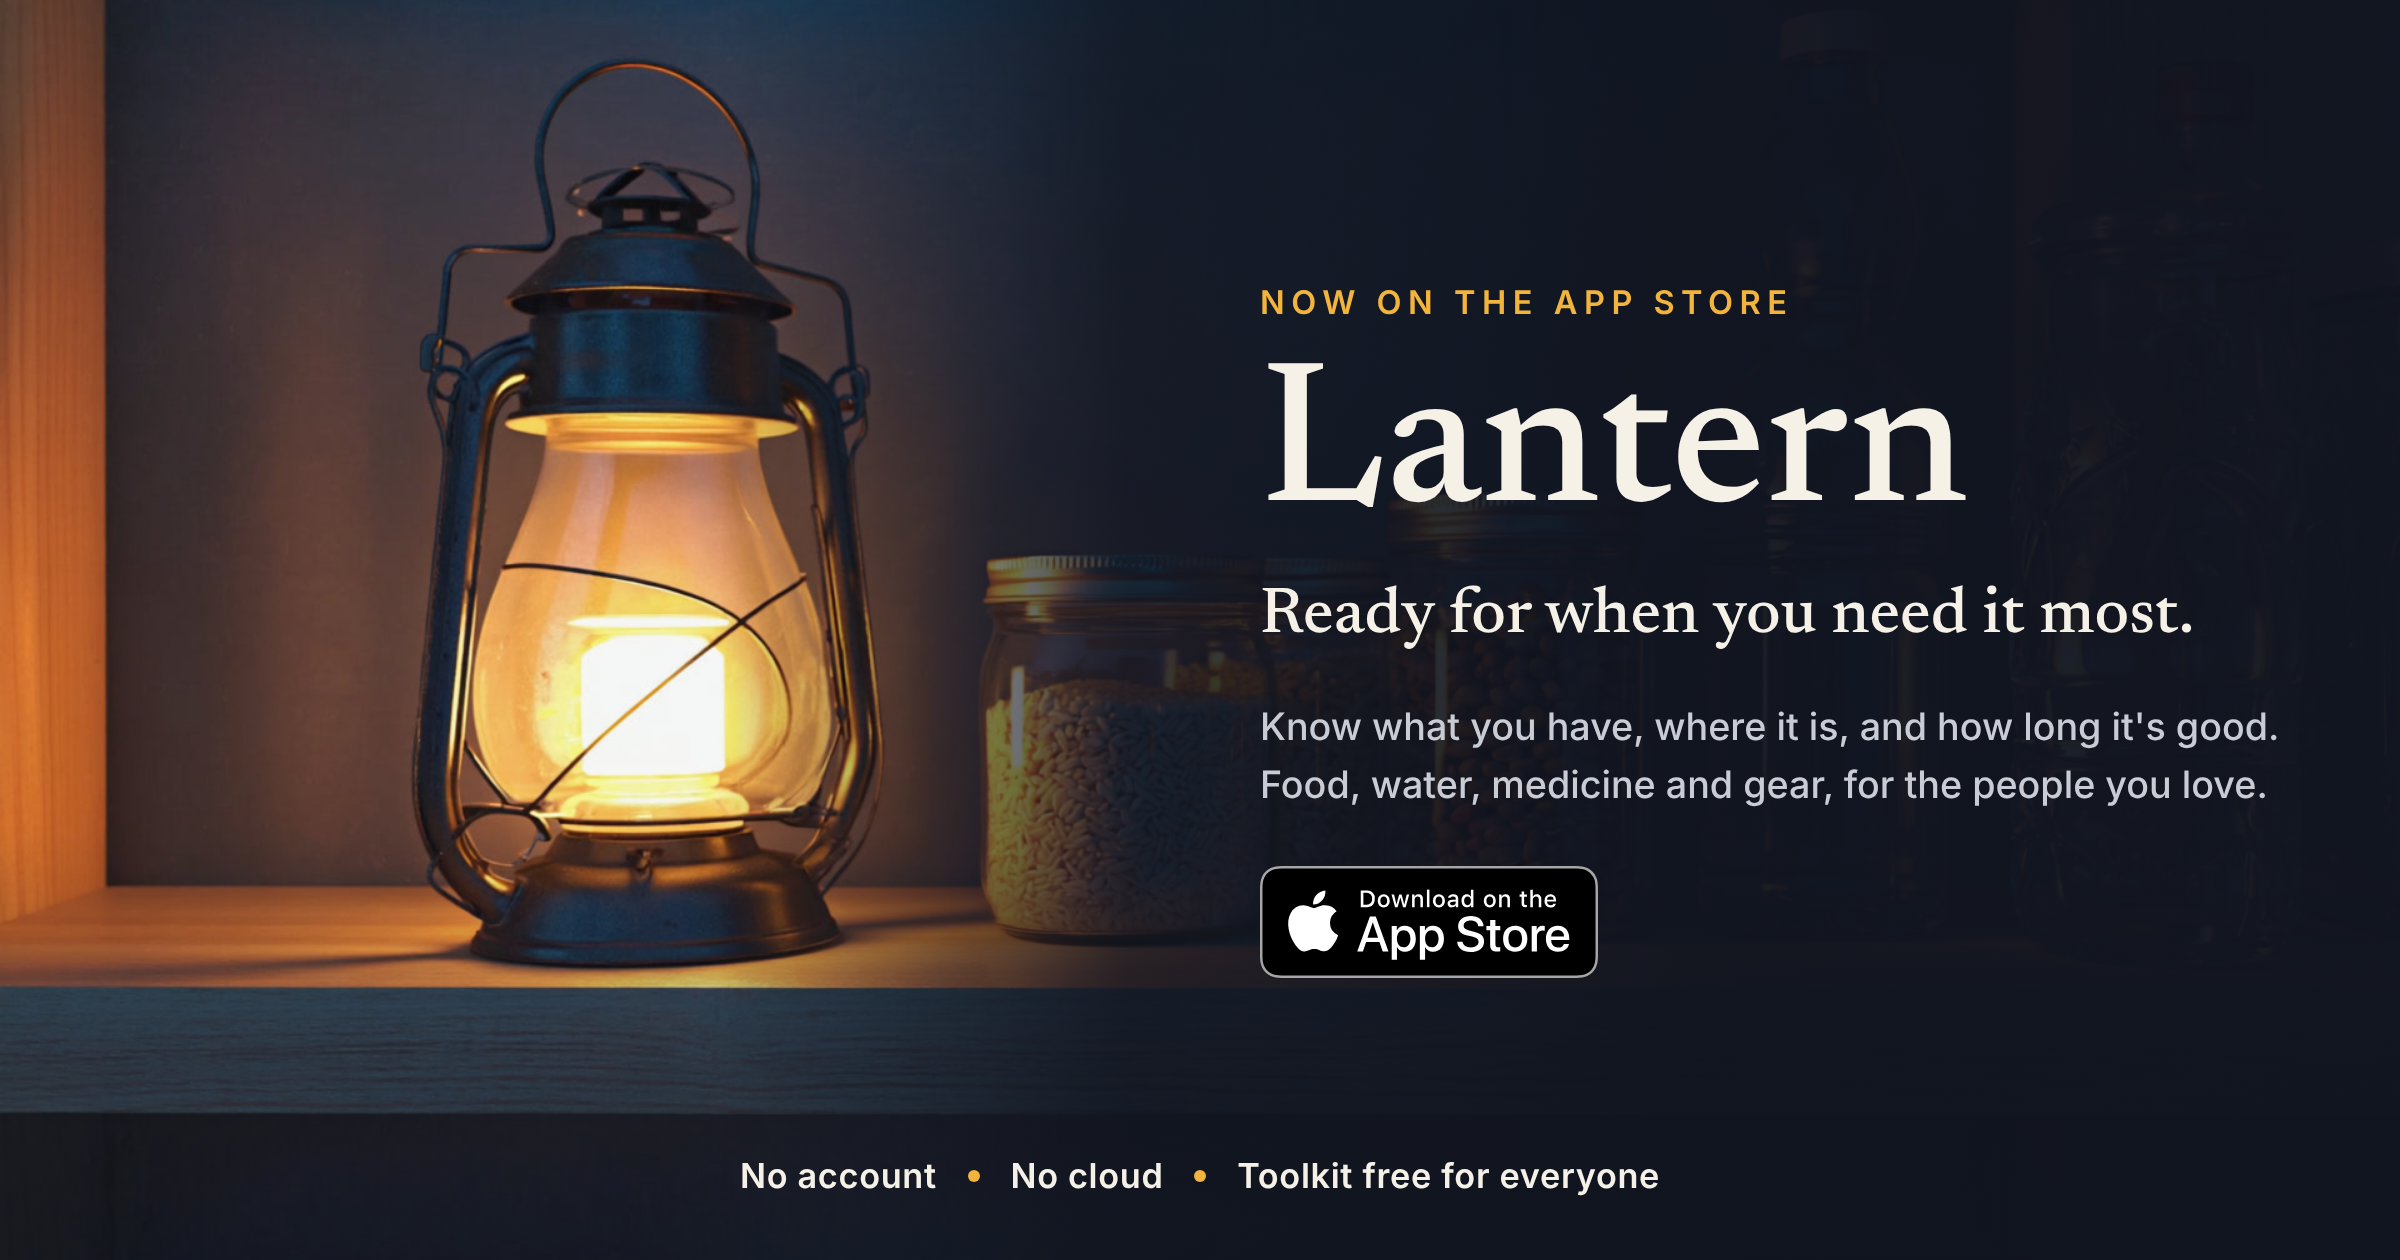 NOW ON THE APP STORE
Lantern
Ready for when you need it most.
Know what you have, where it is, and how long it's good.
Food, water, medicine and gear, for the people you love.
Download on the
App Store
No account • No cloud • Toolkit free for everyone